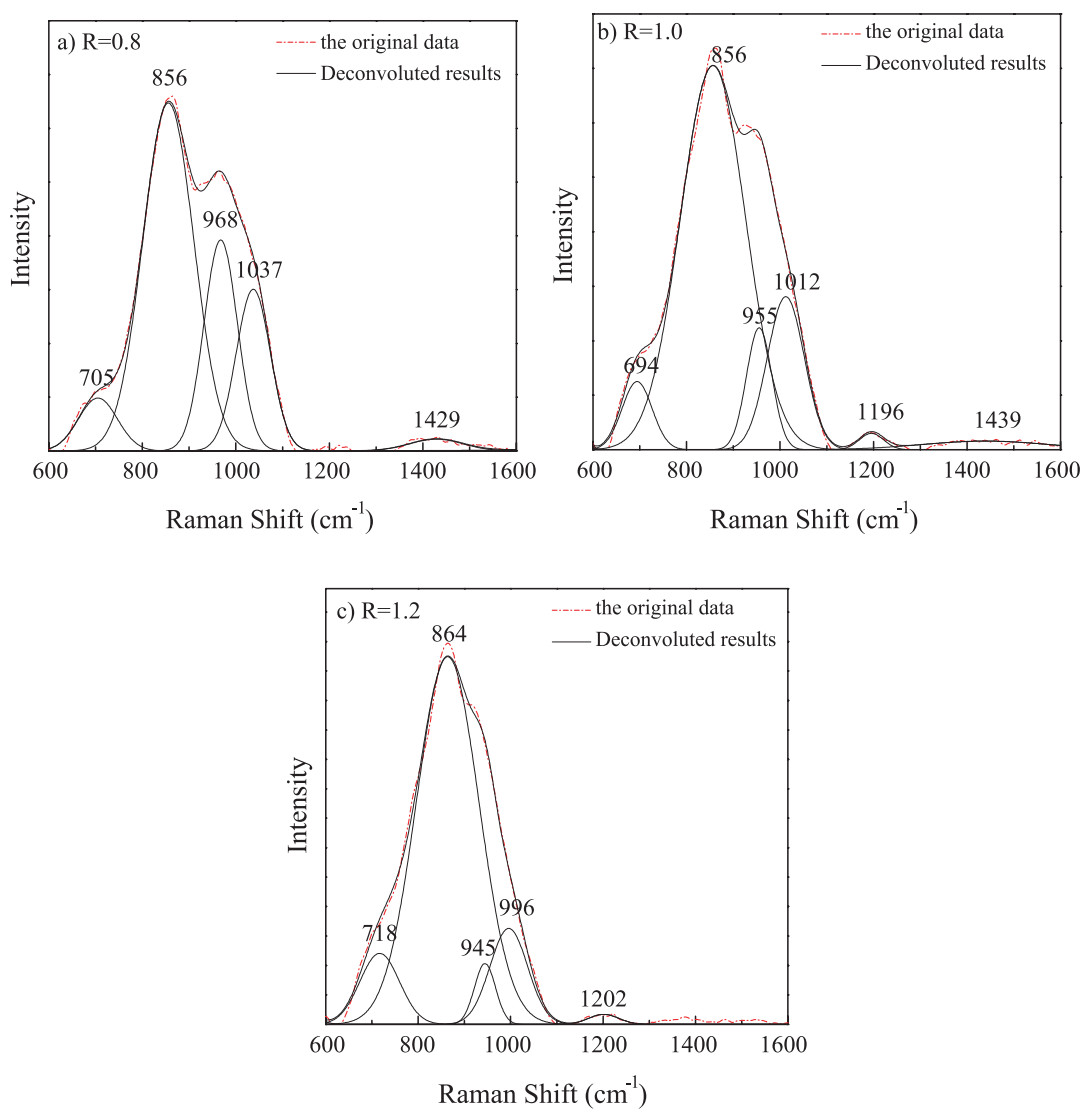 a) R=0.8
the original data
Deconvoluted results
856
968
1037
705
1429
600 800 1000 1200 1400 1600
Intensity
Raman Shift (cm⁻¹)
b) R=1.0
the original data
Deconvoluted results
856
1012
955
694
1196
1439
600 800 1000 1200 1400 1600
Intensity
Raman Shift (cm⁻¹)
c) R=1.2
the original data
Deconvoluted results
864
996
718
945
1202
600 800 1000 1200 1400 1600
Intensity
Raman Shift (cm⁻¹)